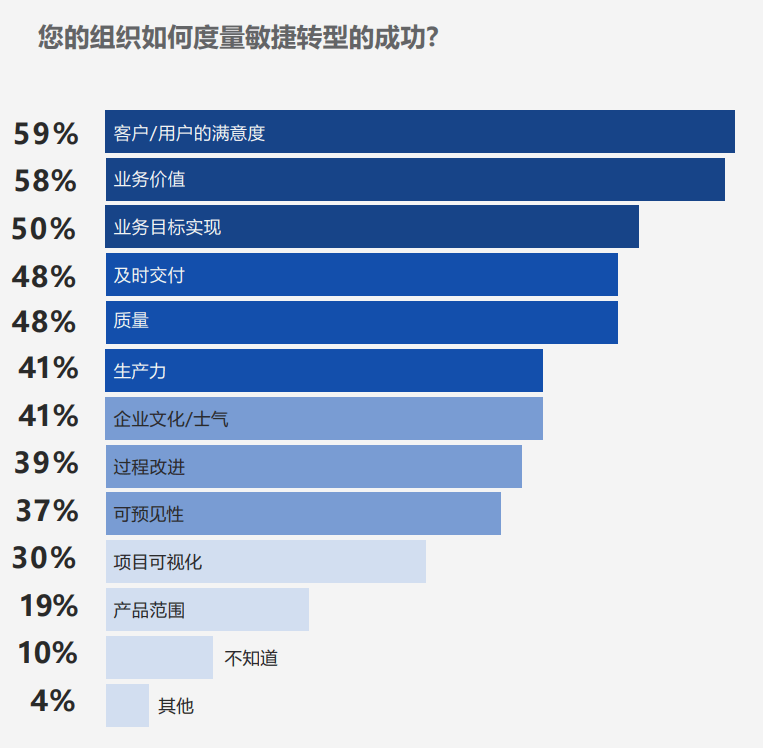 您的组织如何度量敏捷转型的成功?
59% 客户/用户的满意度
58% 业务价值
50% 业务目标实现
48% 及时交付
48% 质量
41% 生产力
41% 企业文化/士气
39% 过程改进
37% 可预见性
30% 项目可视化
19% 产品范围
10% 不知道
4% 其他